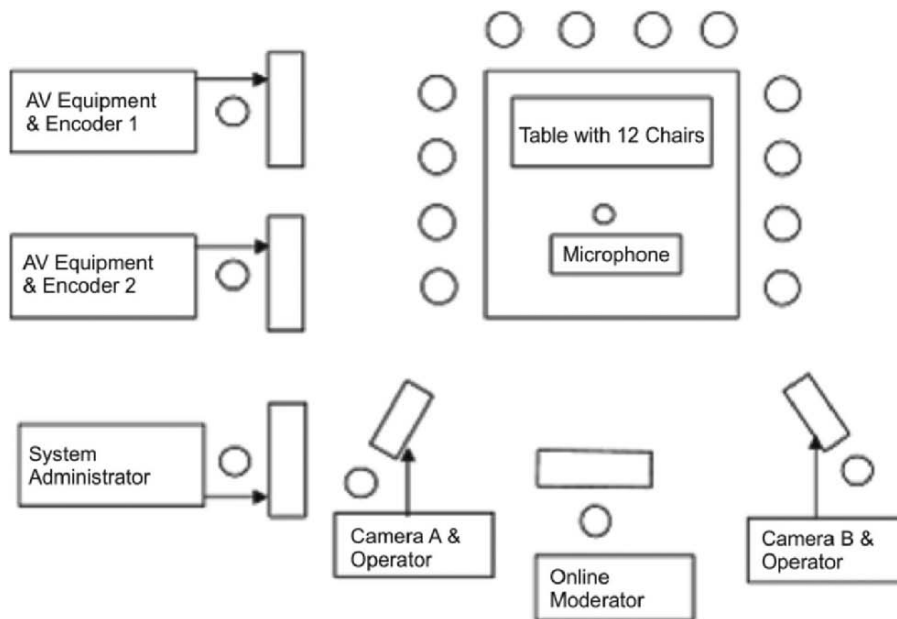 AV Equipment
& Encoder 1
Table with 12 Chairs
AV Equipment
& Encoder 2
Microphone
System
Administrator
Camera A &
Operator
Online
Moderator
Camera B &
Operator